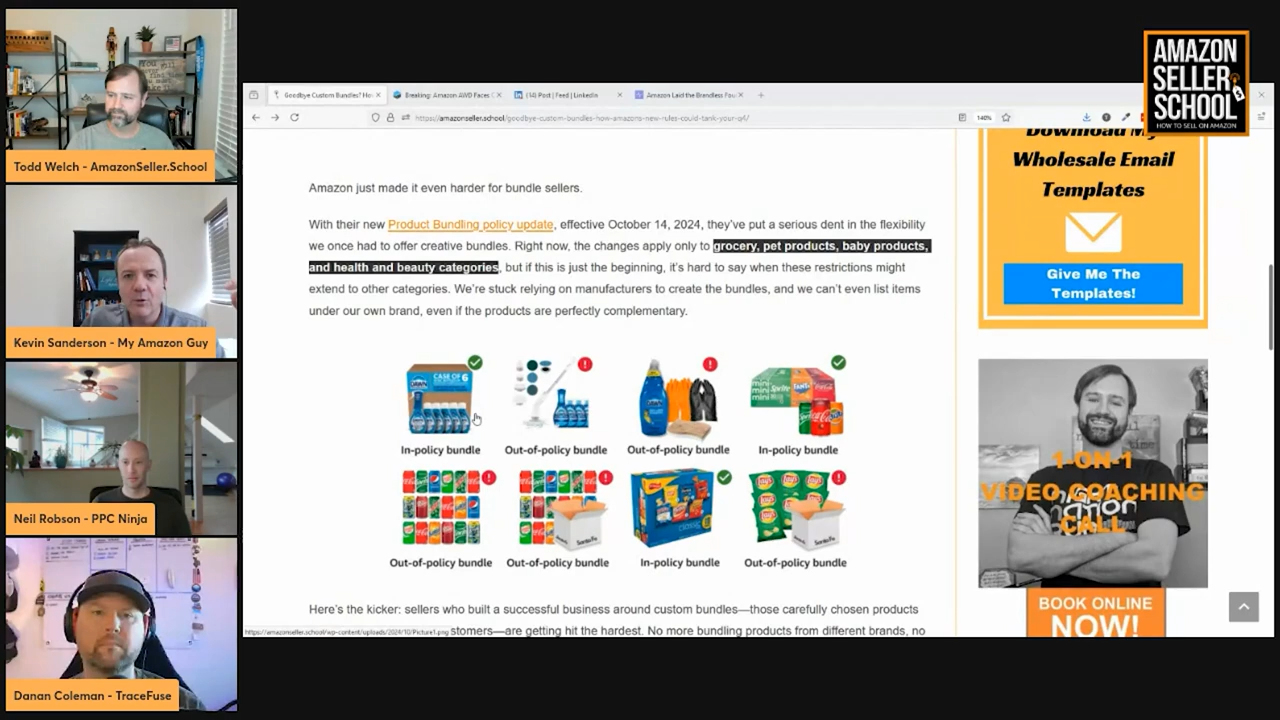 Todd Welch - AmazonSeller.School
Kevin Sanderson - My Amazon Guy
Neil Robson - PPC Ninja
Danan Coleman - TraceFuse
AMAZON
SELLER
SCHOOL
HOW TO SELL ON AMAZON
Goodbye Custom Bundles? Ho
Breaking: Amazon AWD Faces C
(14) Post | Feed | LinkedIn
Amazon Laid the Brandless Fou
https://amazonseller.school/goodbye-custom-bundles-how-amazons-new-rules-could-tank-your-q4/
140%
Amazon just made it even harder for bundle sellers.
With their new Product Bundling policy update, effective October 14, 2024, they've put a serious dent in the flexibility
we once had to offer creative bundles. Right now, the changes apply only to grocery, pet products, baby products,
and health and beauty categories, but if this is just the beginning, it's hard to say when these restrictions might
extend to other categories. We're stuck relying on manufacturers to create the bundles, and we can't even list items
under our own brand, even if the products are perfectly complementary.
CASE OF 6
mini
mini
mini
Sprite
Fanta
In-policy bundle
Out-of-policy bundle
Out-of-policy bundle
In-policy bundle
classic
Lay's
Out-of-policy bundle
Out-of-policy bundle
In-policy bundle
Out-of-policy bundle
Here's the kicker: sellers who built a successful business around custom bundles—those carefully chosen products
stomers—are getting hit the hardest. No more bundling products from different brands, no
https://amazonseller.school/wp-content/uploads/2024/10/Picture1.png
Download My
Wholesale Email
Templates
Give Me The
Templates!
1-ON-1
VIDEO COACHING
CALL
BOOK ONLINE
NOW!